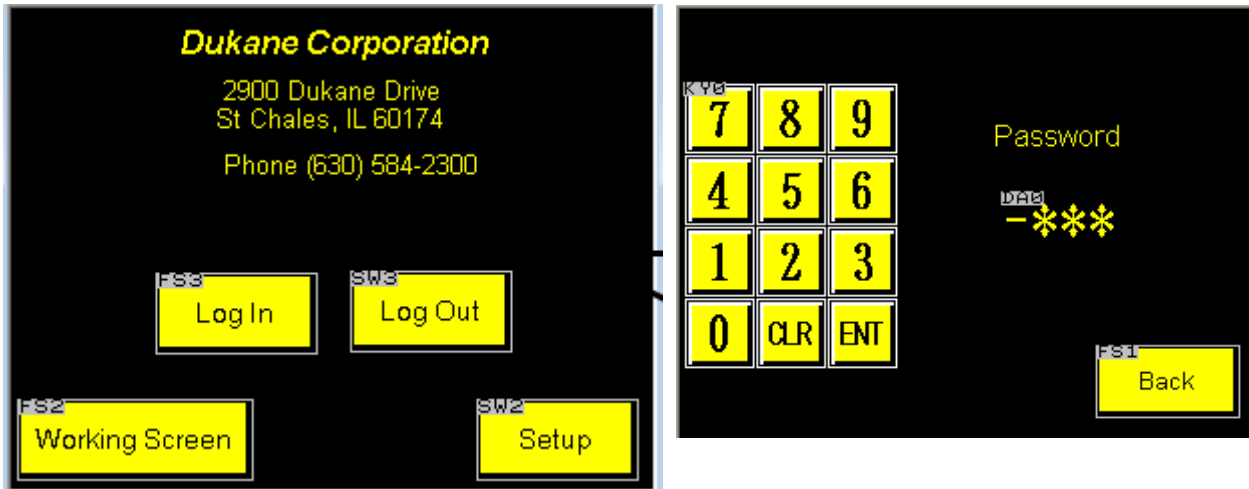 Dukane Corporation
2900 Dukane Drive
St Chales, IL 60174
Phone (630) 584-2300
FS3
Log In
SW3
Log Out
FS2
Working Screen
SW2
Setup
KY0
7 8 9
4 5 6
1 2 3
0 CLR ENT
Password
DA0
-***
FS1
Back